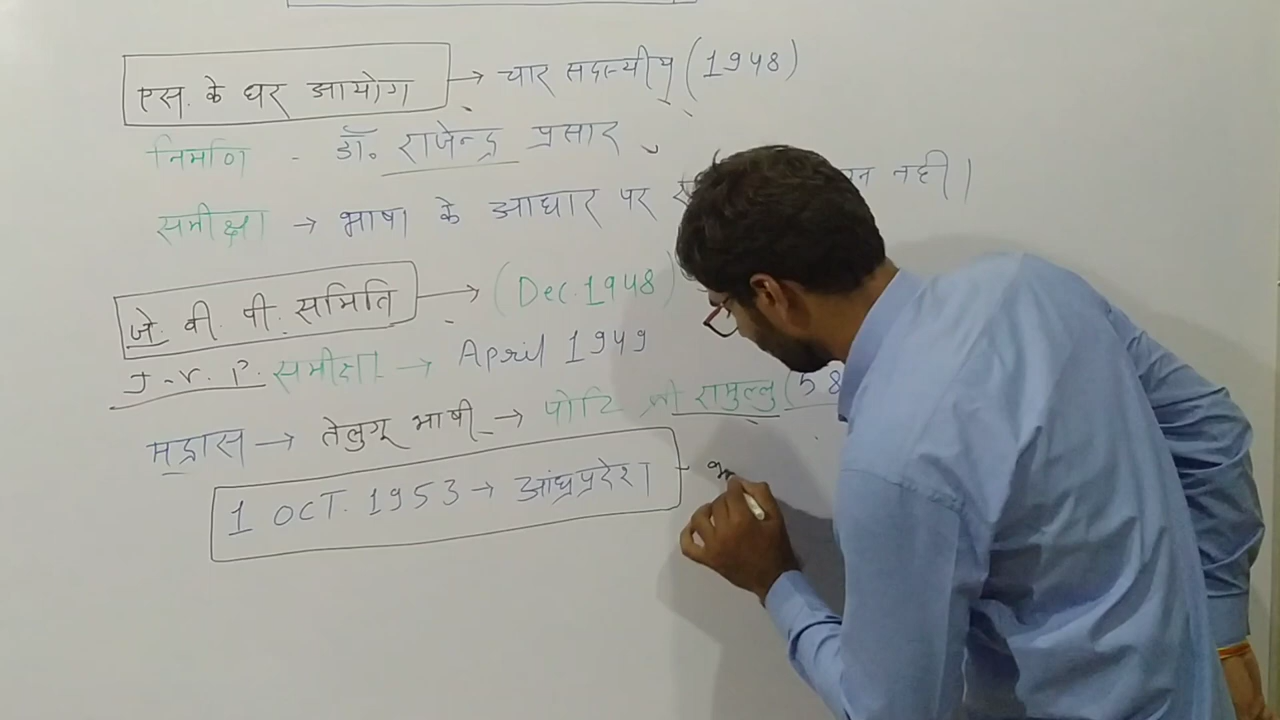 एस. के धर आयोग → चार सदस्यीय (1948)
निर्माण - डॉ. राजेन्द्र प्रसार
समीक्षा → भाषा के आधार पर नही।
जे. वी. पी. समिति → (Dec. 1948)
J.V.P. समीक्षा → April 1949
मद्रास → तेलुगू भाषी → पोटि श्री रामुल्लु (58
1 OCT. 1953 → आंध्रप्रदेश -